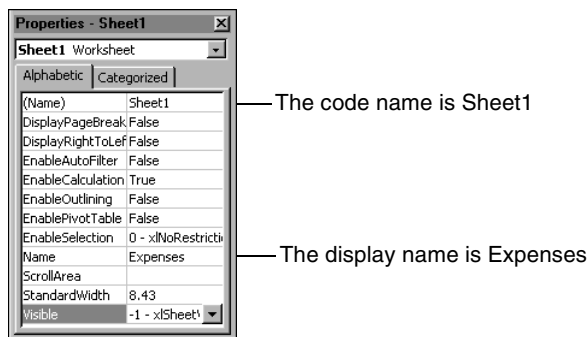 Properties - Sheet1
Sheet1 Worksheet
Alphabetic Categorized
(Name) Sheet1
The code name is Sheet1
DisplayPageBreak False
DisplayRightToLef False
EnableAutoFilter False
EnableCalculation True
EnableOutlining False
EnablePivotTable False
EnableSelection 0 - xlNoRestricti
Name Expenses
The display name is Expenses
ScrollArea
StandardWidth 8.43
Visible -1 - xlSheet